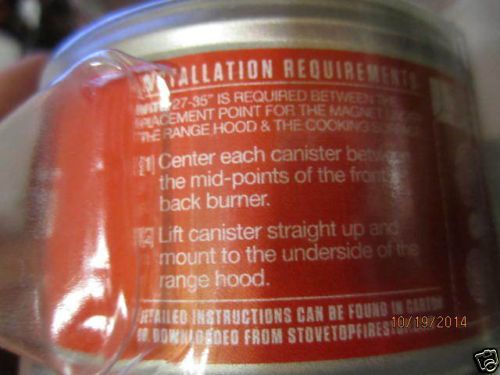 INSTALLATION REQUIREMENTS
27-35" IS REQUIRED BETWEEN THE
PLACEMENT POINT FOR THE MAGNET
THE RANGE HOOD & THE COOKING
1 Center each canister between
the mid-points of the front
back burner.
2 Lift canister straight up and
mount to the underside of the
range hood.
DETAILED INSTRUCTIONS CAN BE FOUND IN CARTON
OR DOWNLOADED FROM STOVETOPFIRESTOP
10/19/2014